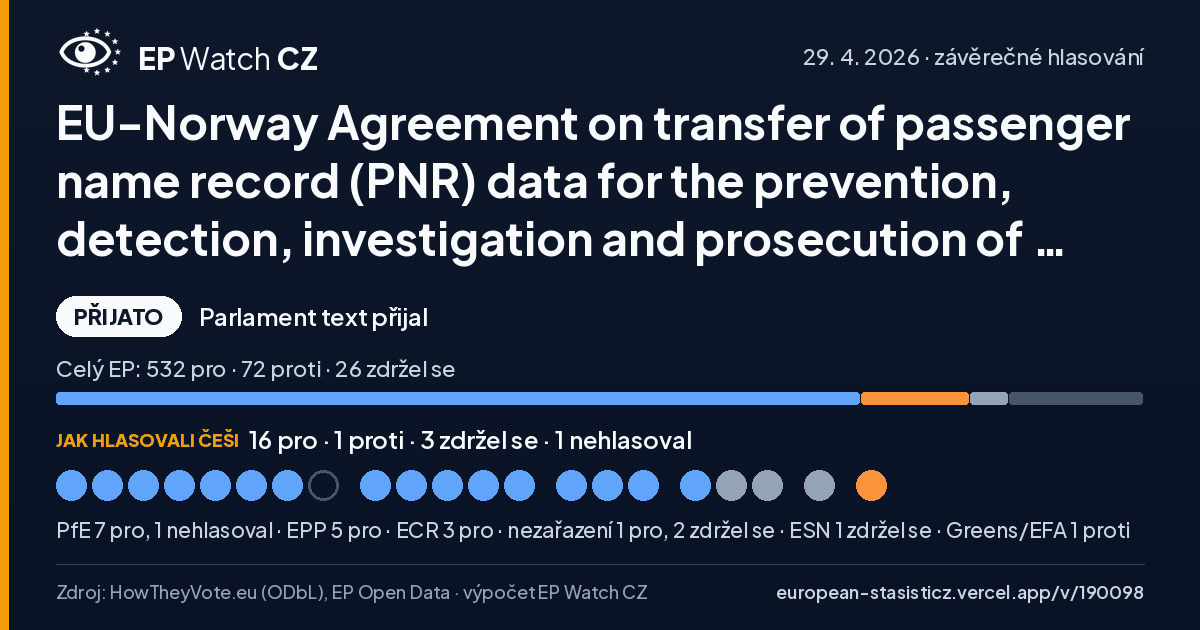 EP Watch CZ
29. 4. 2026 · závěrečné hlasování
EU–Norway Agreement on transfer of passenger
name record (PNR) data for the prevention,
detection, investigation and prosecution of …
PŘIJATO Parlament text přijal
Celý EP: 532 pro · 72 proti · 26 zdržel se
JAK HLASOVALI ČEŠI 16 pro · 1 proti · 3 zdržel se · 1 nehlasoval
PfE 7 pro, 1 nehlasoval · EPP 5 pro · ECR 3 pro · nezařazení 1 pro, 2 zdržel se · ESN 1 zdržel se · Greens/EFA 1 proti
Zdroj: HowTheyVote.eu (ODbL), EP Open Data · výpočet EP Watch CZ
european-stasisticz.vercel.app/v/190098